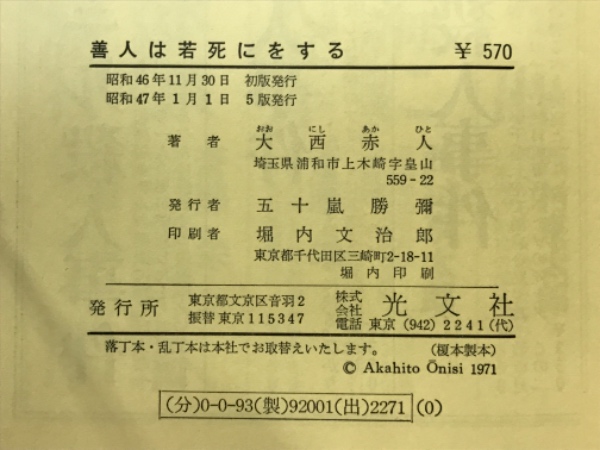 善人は若死にをする ¥570
昭和46年11月30日 初版発行
昭和47年1月1日 5版発行
おお にし あか ひと
著者 大西赤人
埼玉県浦和市上木崎字皇山
559-22
発行者 五十嵐勝彌
印刷者 堀内文治郎
東京都千代田区三崎町2-18-11
堀内印刷
発行所 東京都文京区音羽2 株式会社 光文社
振替東京115347 電話 東京(942)2241(代)
落丁本・乱丁本は本社でお取替えいたします。 (榎本製本)
© Akahito Ōnisi 1971
(分)0-0-93(製)92001(出)2271 (0)